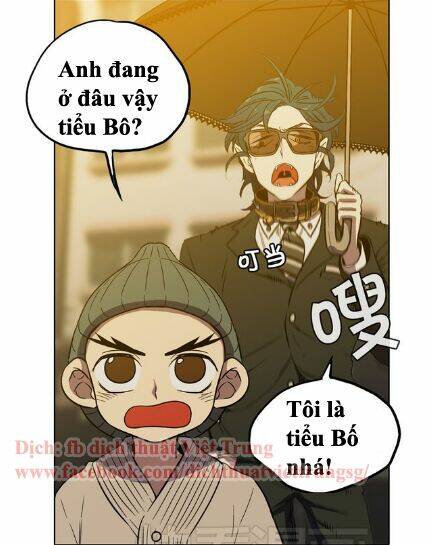 Anh đang
ở đâu vậy
tiểu Bô?
叮当
嗖
Tôi là
tiểu Bố
nhá!
Dịch: fb dịch thuật Việt Trung
www.facebook.com/dichthuatviettrungsg/